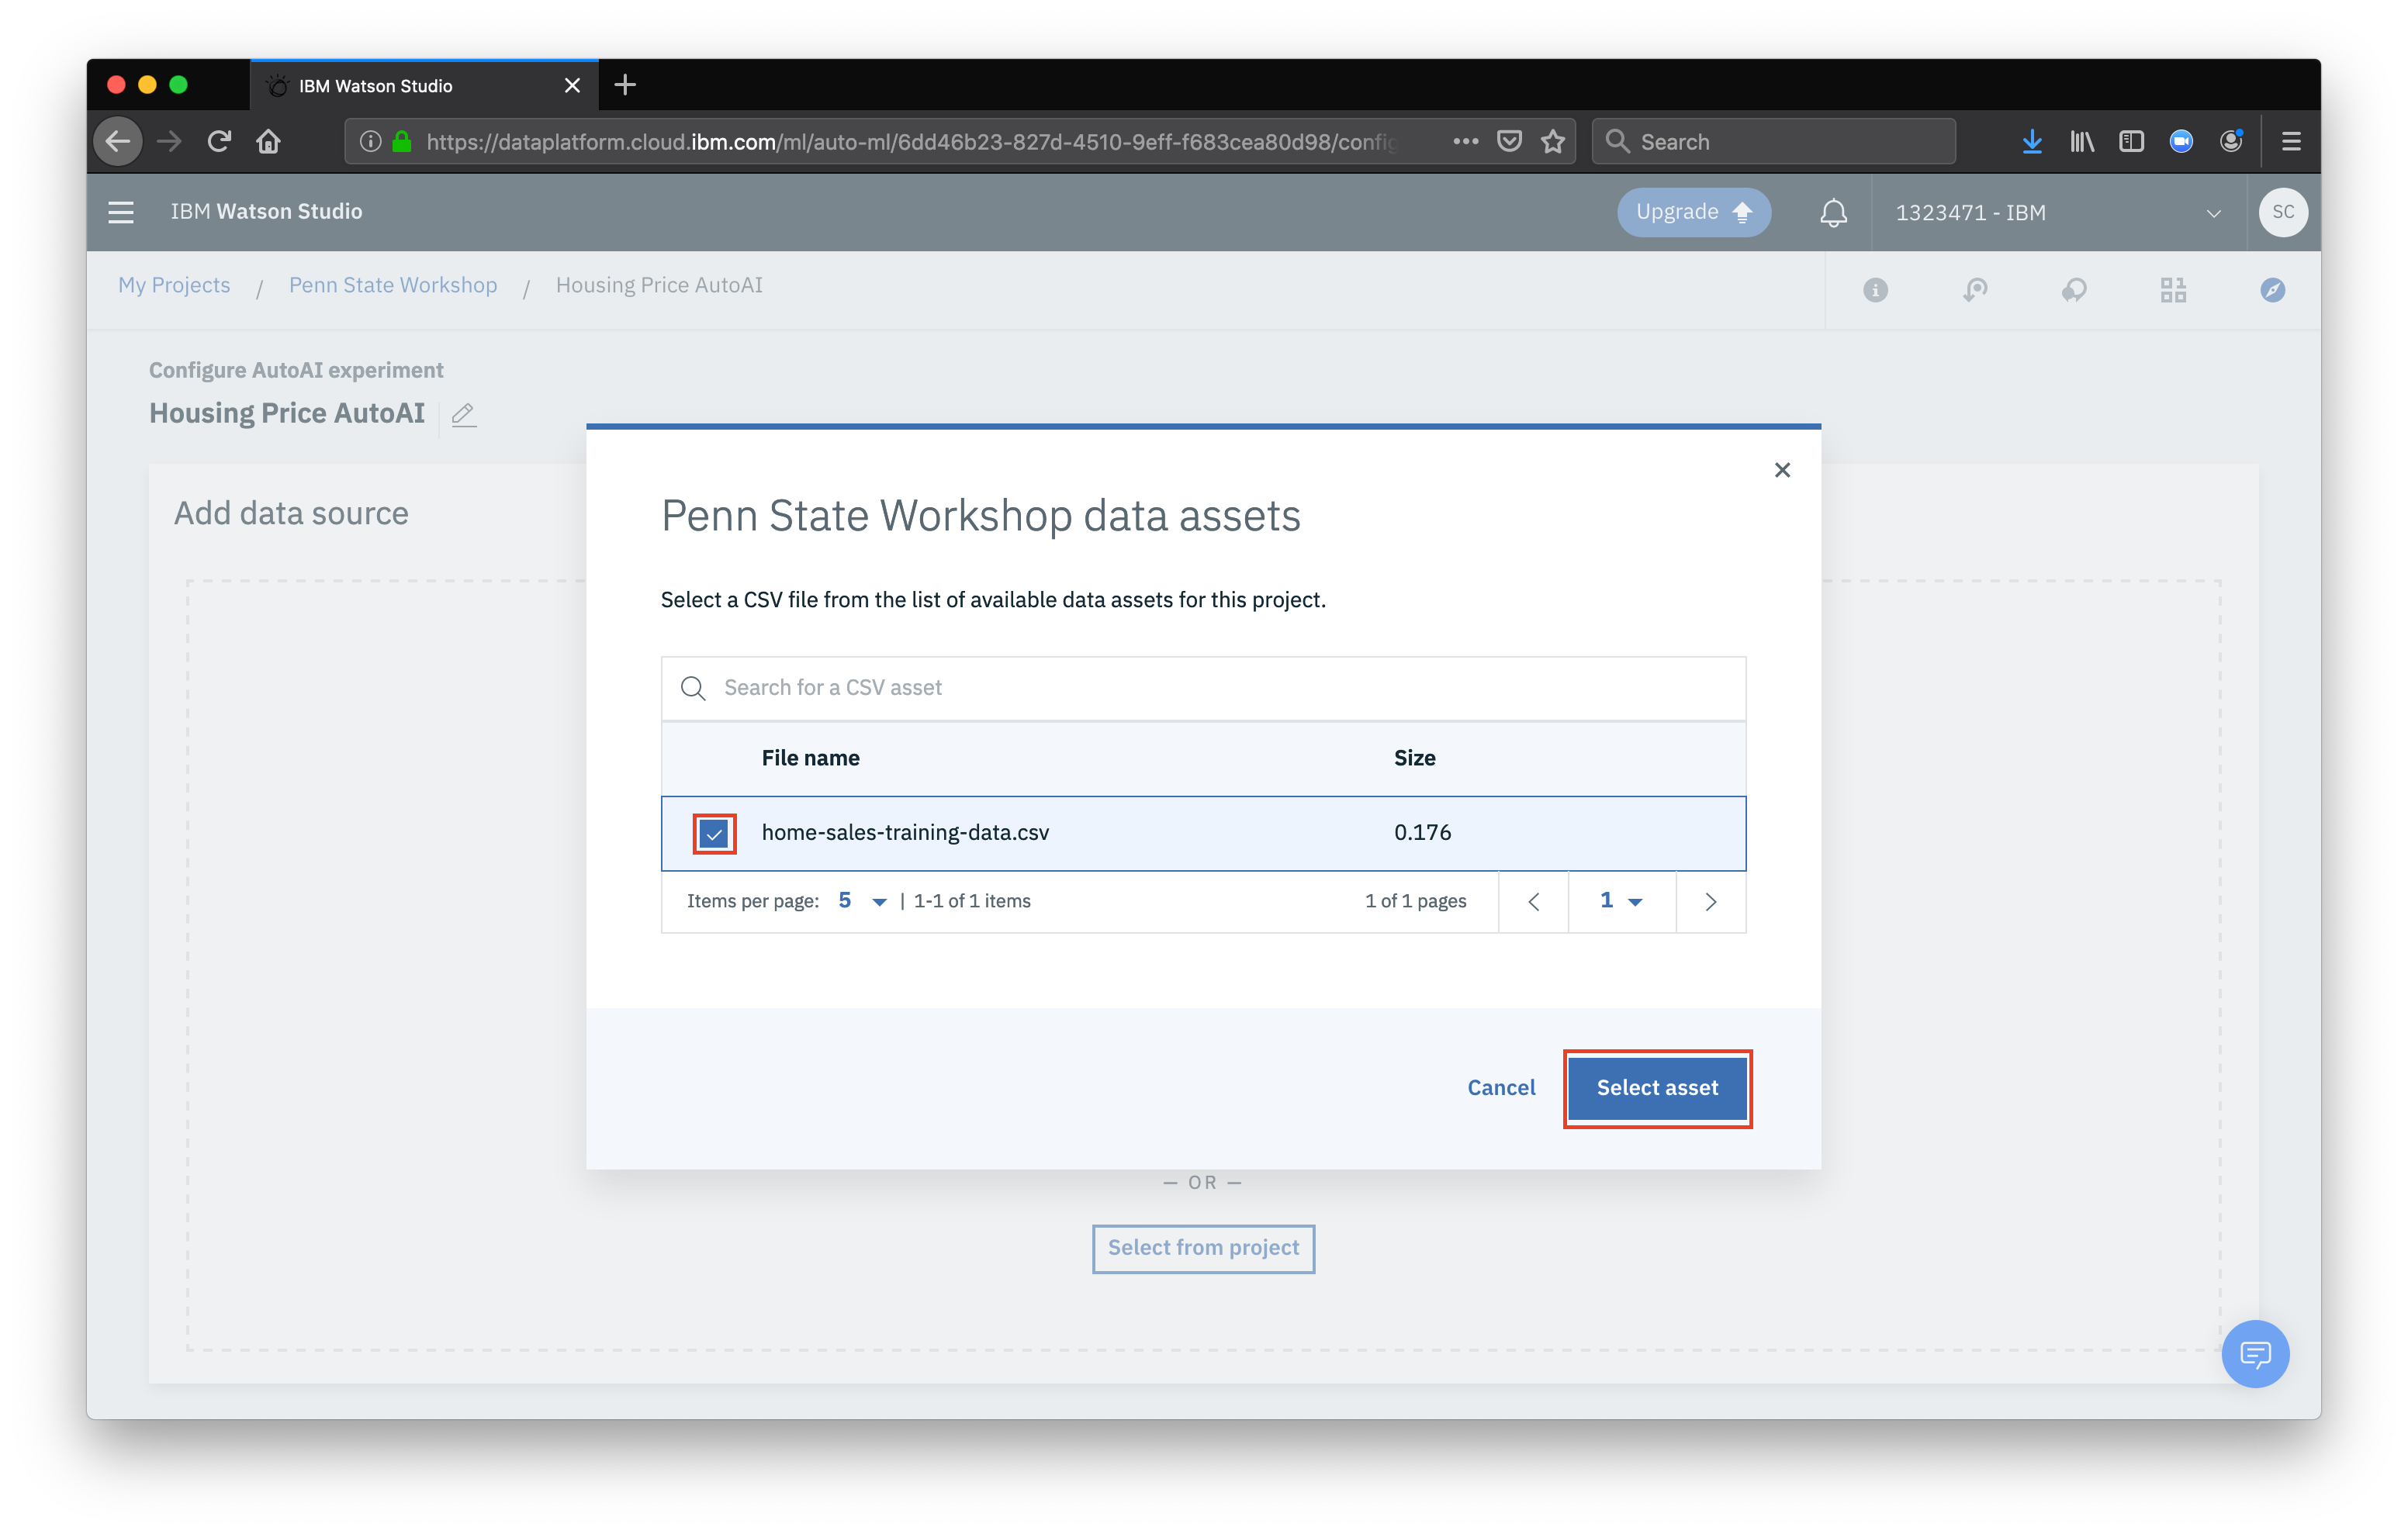 IBM Watson Studio
https://dataplatform.cloud.ibm.com/ml/auto-ml/6dd46b23-827d-4510-9eff-f683cea80d98/config
Search
IBM Watson Studio
Upgrade
1323471 - IBM
SC
My Projects / Penn State Workshop / Housing Price AutoAI
Configure AutoAI experiment
Housing Price AutoAI
Add data source
Penn State Workshop data assets
Select a CSV file from the list of available data assets for this project.
Search for a CSV asset
File name Size
home-sales-training-data.csv 0.176
Items per page: 5 | 1-1 of 1 items 1 of 1 pages 1
Cancel Select asset
— OR —
Select from project